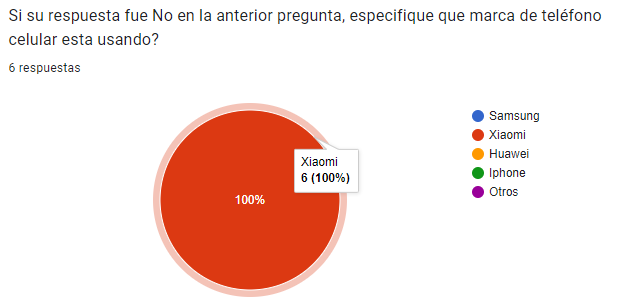 Si su respuesta fue No en la anterior pregunta, especifique que marca de teléfono
celular esta usando?
6 respuestas
Samsung
Xiaomi
Huawei
Iphone
Otros
Xiaomi
6 (100%)
100%